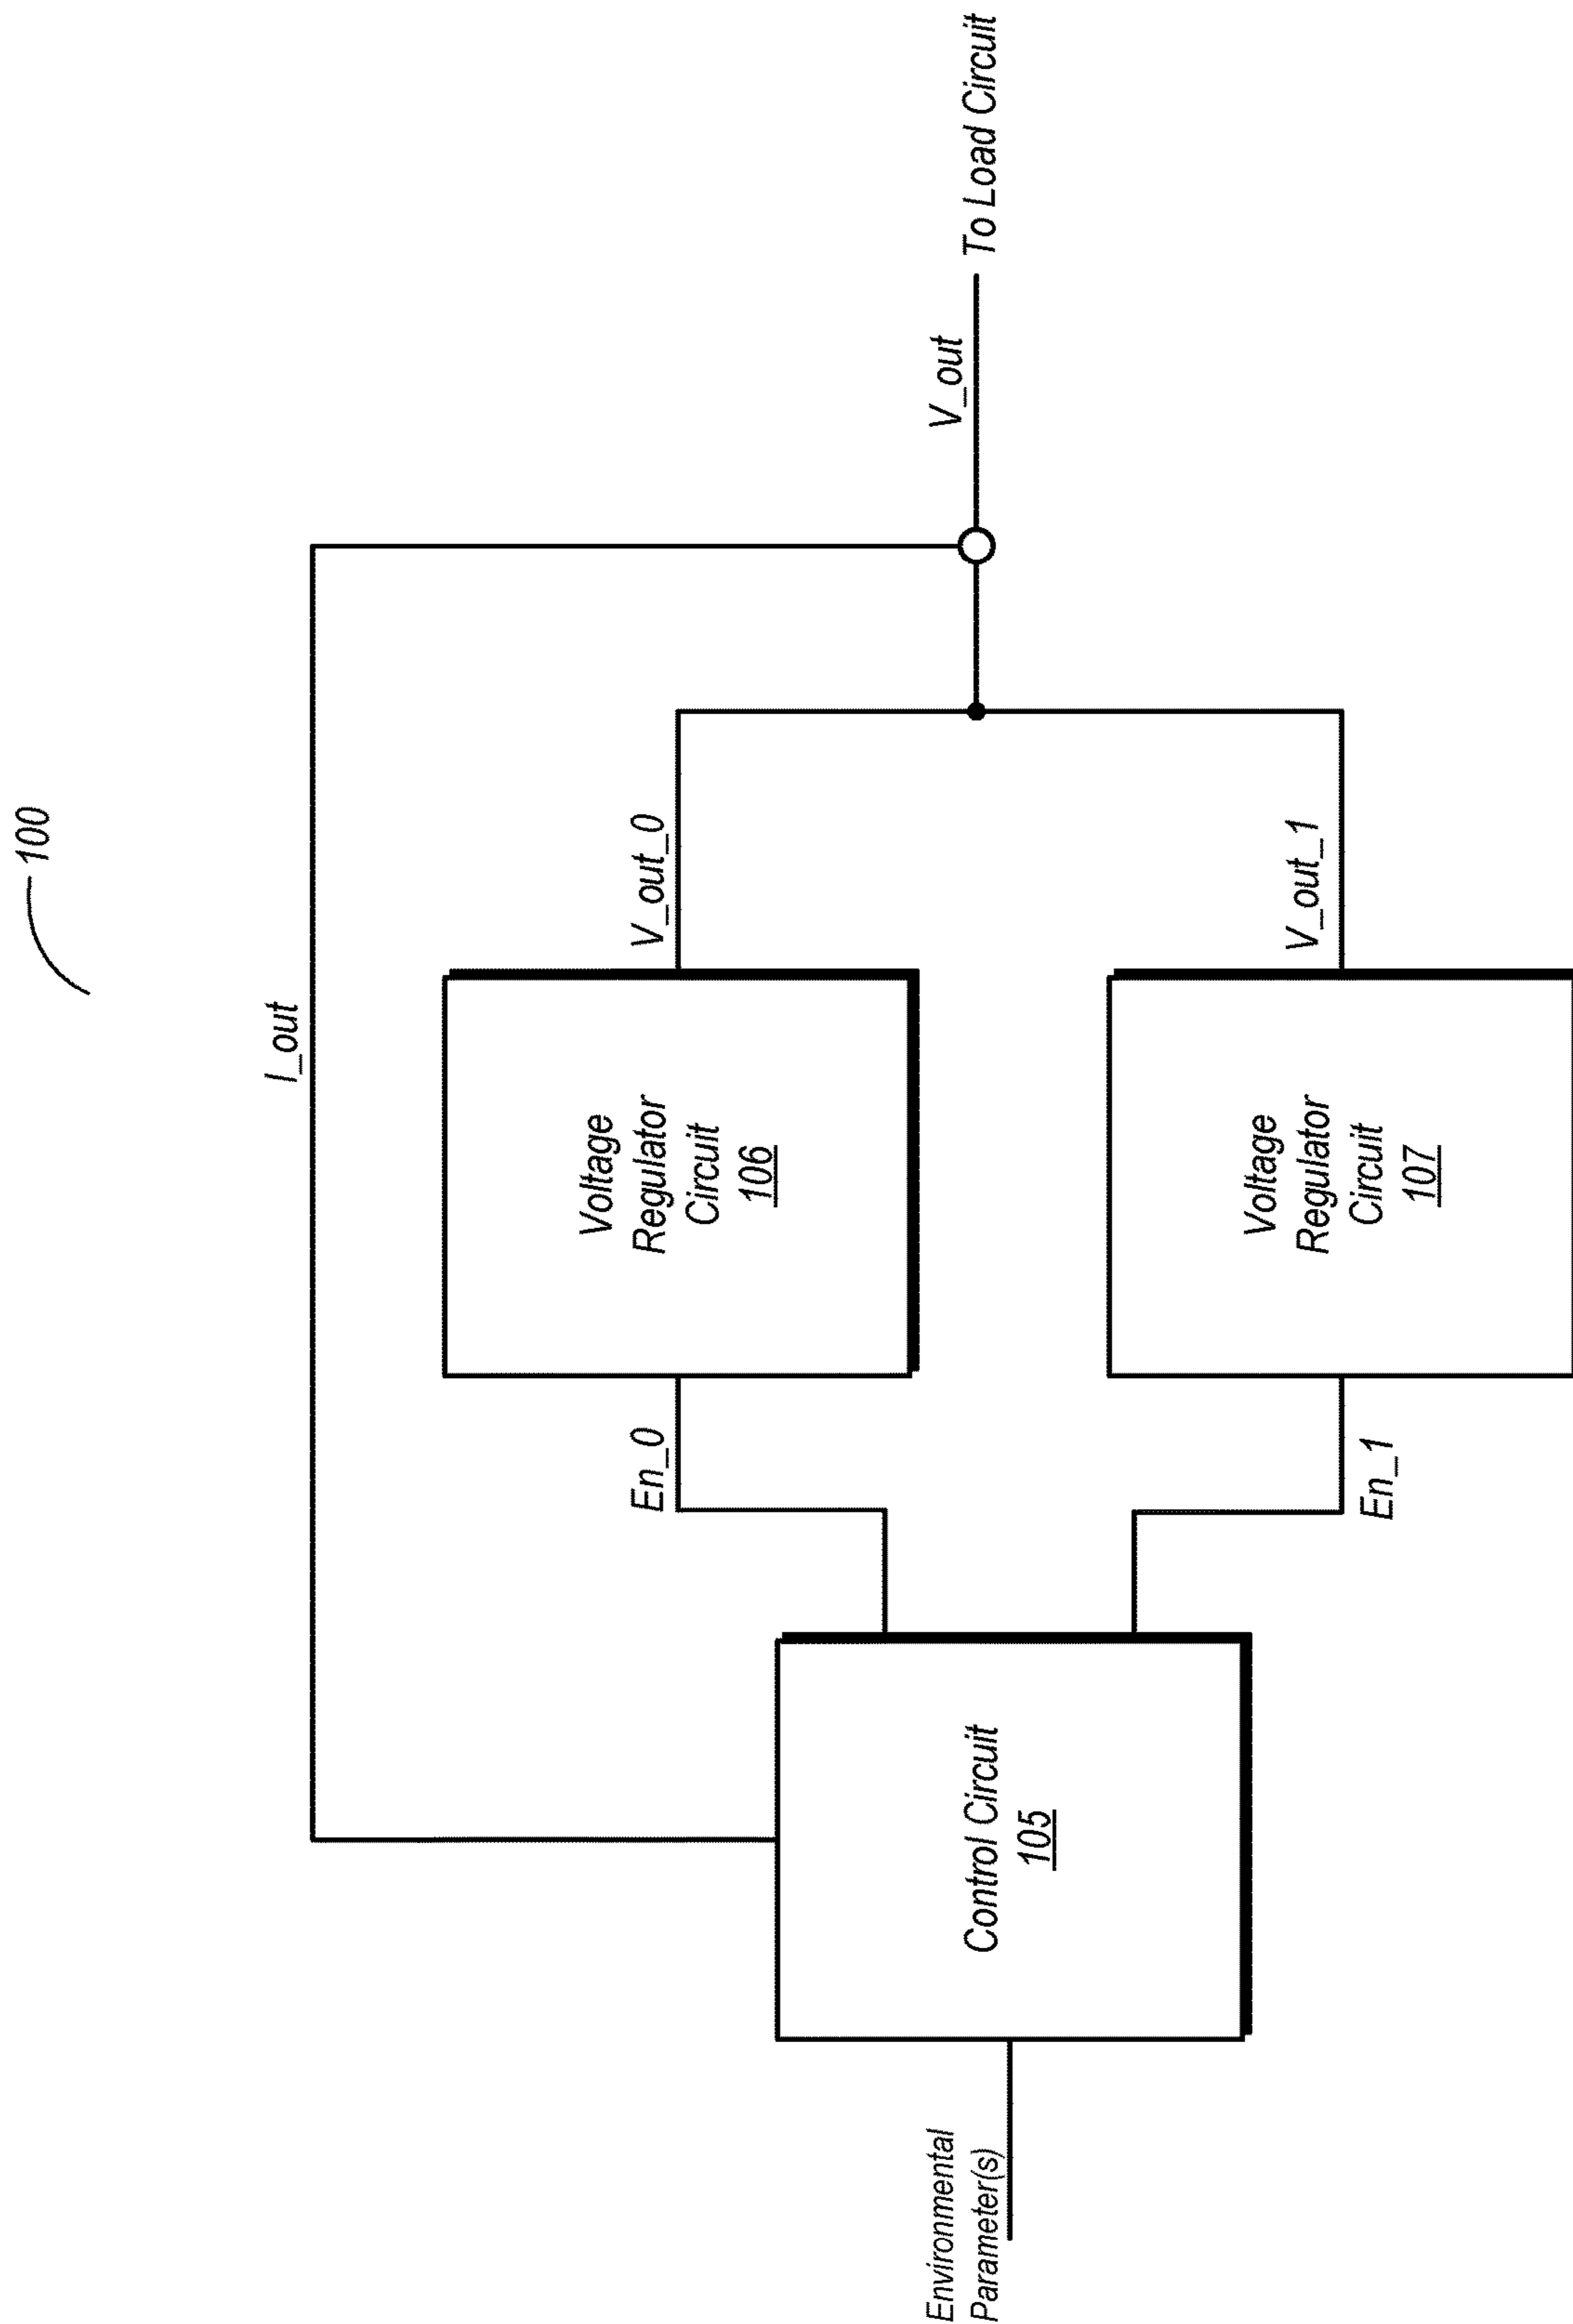 100
I_out
En_0
Voltage
Regulator
Circuit
106
V_out_0
Environmental
Parameter(s)
Control Circuit
105
V_out
To Load Circuit
En_1
Voltage
Regulator
Circuit
107
V_out_1